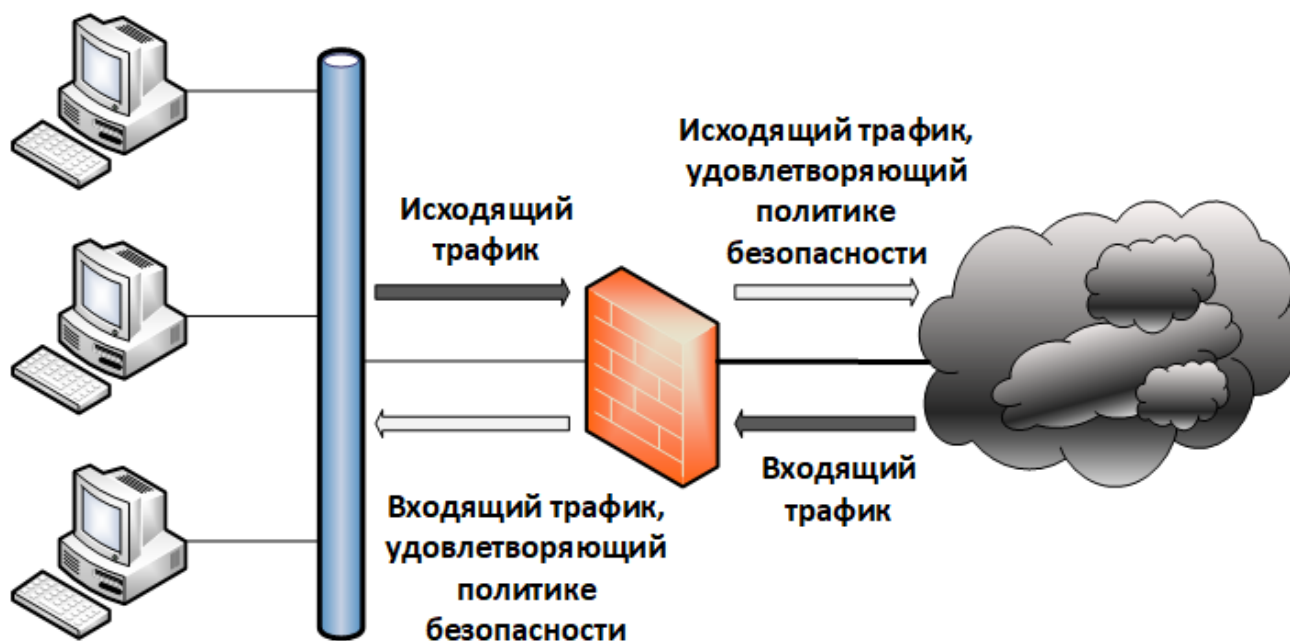 Исходящий
трафик
Исходящий трафик,
удовлетворяющий
политике
безопасности
Входящий трафик,
удовлетворяющий
политике
безопасности
Входящий
трафик